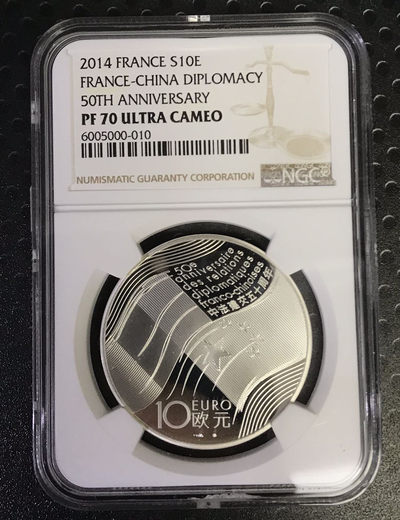 2014 FRANCE S10E
FRANCE-CHINA DIPLOMACY
50TH ANNIVERSARY
PF 70 ULTRA CAMEO
6005000-010
NUMISMATIC GUARANTY CORPORATION
NGC
50e
anniversaire
des relations
diplomatiques
franco-chinoises
中法建交五十周年
10 EURO
欧元